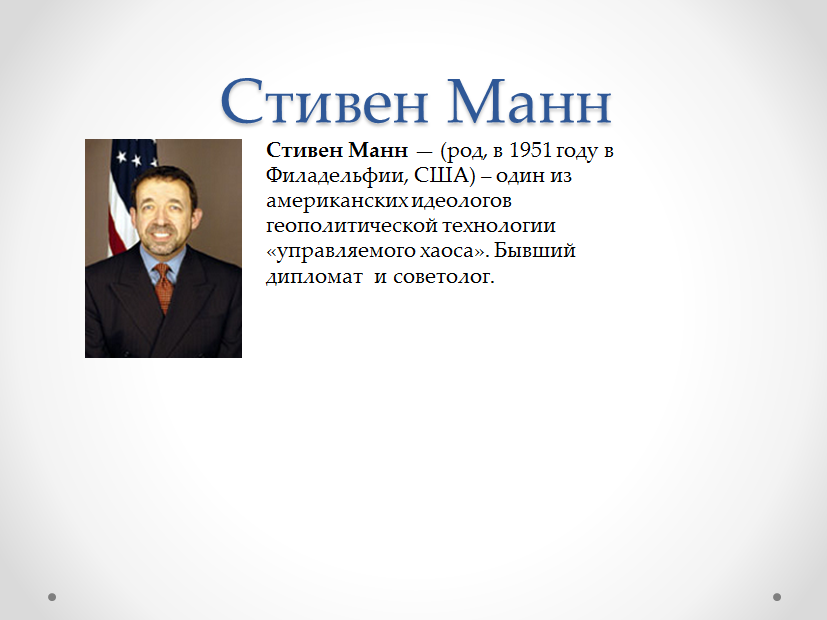 Стивен Манн
Стивен Манн — (род, в 1951 году в
Филадельфии, США) – один из
американских идеологов
геополитической технологии
«управляемого хаоса». Бывший
дипломат и советолог.